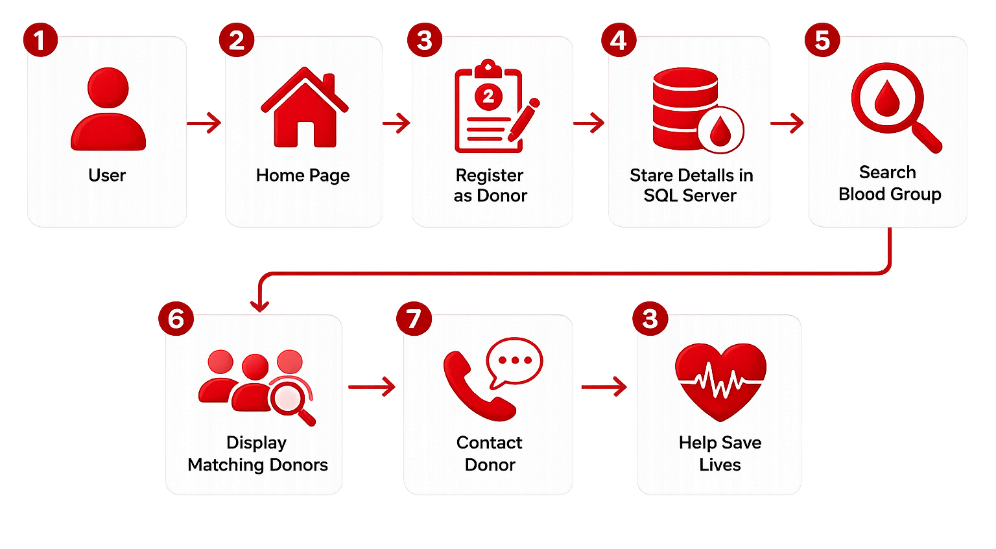 1
User
2
Home Page
3
2
Register
as Donor
4
Stare Detalls in
SQL Server
5
Search
Blood Group
6
Display
Matching Donors
7
Contact
Donor
3
Help Save
Lives